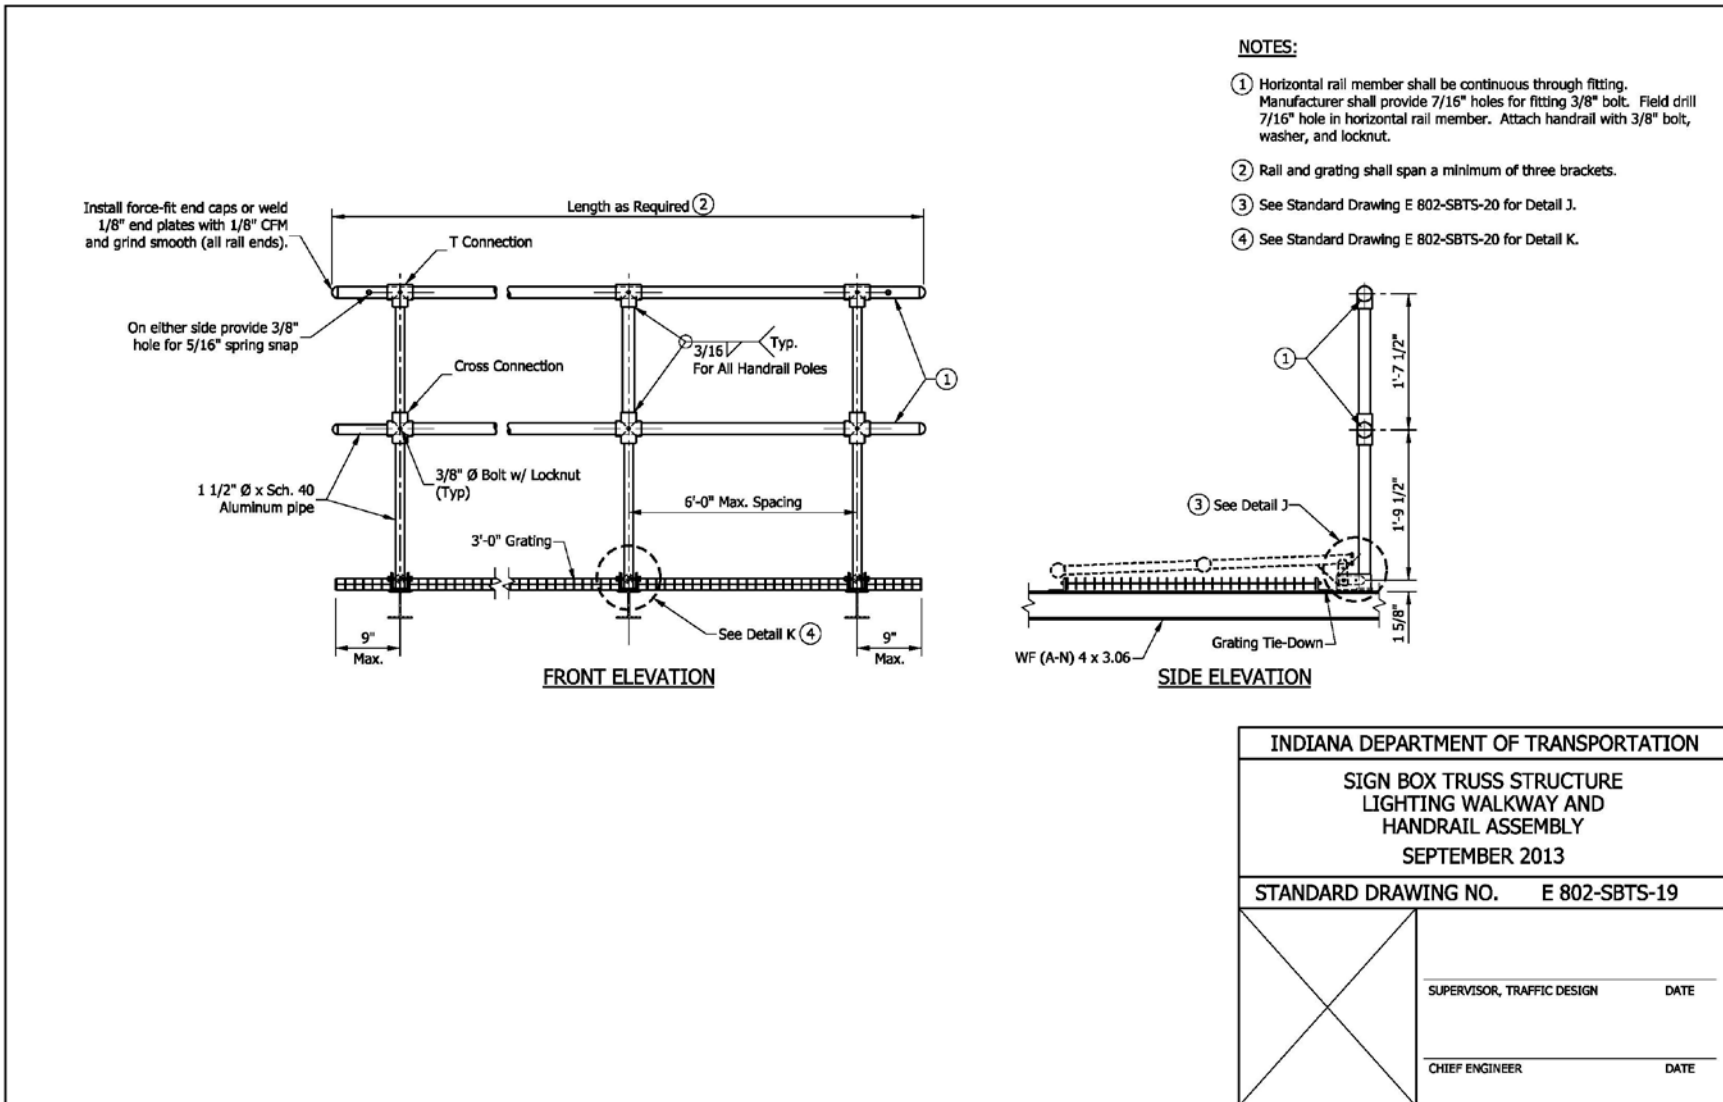 NOTES:
① Horizontal rail member shall be continuous through fitting.
Manufacturer shall provide 7/16" holes for fitting 3/8" bolt. Field drill
7/16" hole in horizontal rail member. Attach handrail with 3/8" bolt,
washer, and locknut.
② Rail and grating shall span a minimum of three brackets.
③ See Standard Drawing E 802-SBTS-20 for Detail J.
④ See Standard Drawing E 802-SBTS-20 for Detail K.
Install force-fit end caps or weld
1/8" end plates with 1/8" CFM
and grind smooth (all rail ends).
Length as Required ②
T Connection
On either side provide 3/8"
hole for 5/16" spring snap
3/16
Typ.
For All Handrail Poles
Cross Connection
①
3/8" Ø Bolt w/ Locknut
(Typ)
1 1/2" Ø x Sch. 40
Aluminum pipe
6'-0" Max. Spacing
3'-0" Grating
See Detail K ④
9"
Max.
9"
Max.
FRONT ELEVATION
①
1'-7 1/2"
1'-9 1/2"
③ See Detail J
1 5/8"
Grating Tie-Down
WF (A-N) 4 x 3.06
SIDE ELEVATION
INDIANA DEPARTMENT OF TRANSPORTATION
SIGN BOX TRUSS STRUCTURE
LIGHTING WALKWAY AND
HANDRAIL ASSEMBLY
SEPTEMBER 2013
STANDARD DRAWING NO. E 802-SBTS-19
SUPERVISOR, TRAFFIC DESIGN DATE
CHIEF ENGINEER DATE